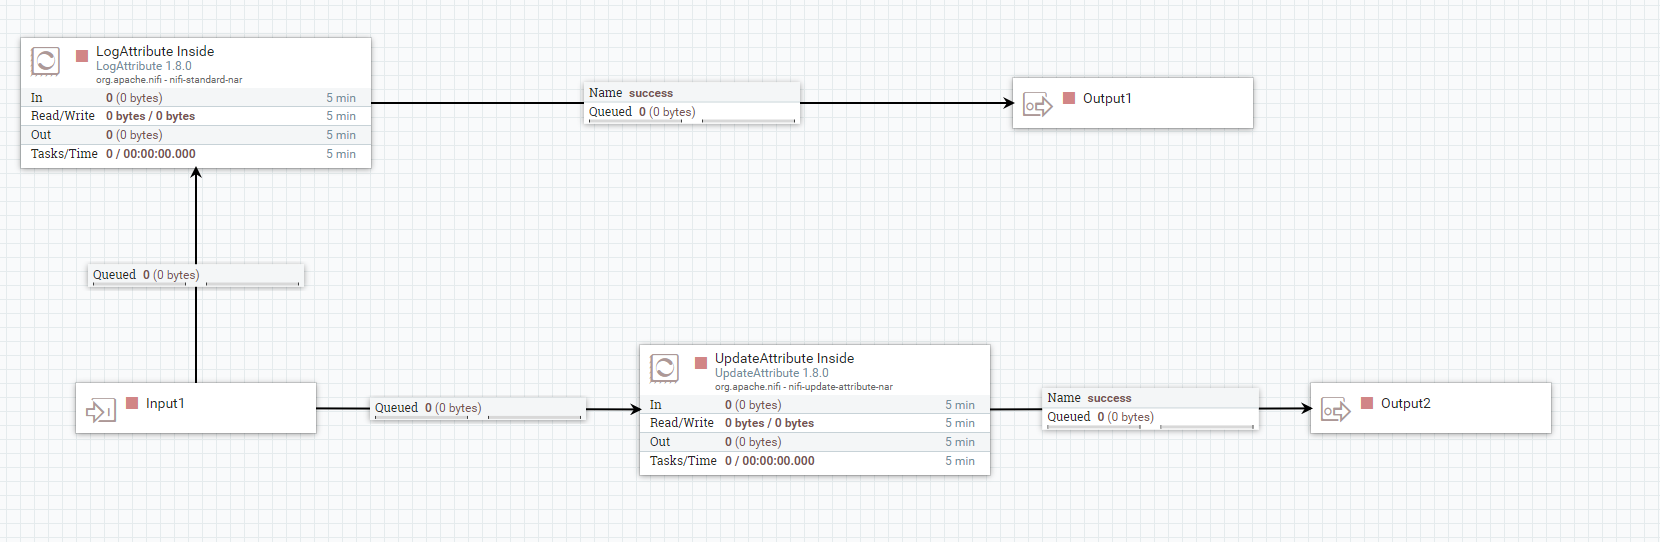 LogAttribute Inside
LogAttribute 1.8.0
org.apache.nifi - nifi-standard-nar
In 0 (0 bytes) 5 min
Read/Write 0 bytes / 0 bytes 5 min
Out 0 (0 bytes) 5 min
Tasks/Time 0 / 00:00:00.000 5 min
Name success
Queued 0 (0 bytes)
Output1
Queued 0 (0 bytes)
Input1
Queued 0 (0 bytes)
UpdateAttribute Inside
UpdateAttribute 1.8.0
org.apache.nifi - nifi-update-attribute-nar
In 0 (0 bytes) 5 min
Read/Write 0 bytes / 0 bytes 5 min
Out 0 (0 bytes) 5 min
Tasks/Time 0 / 00:00:00.000 5 min
Name success
Queued 0 (0 bytes)
Output2